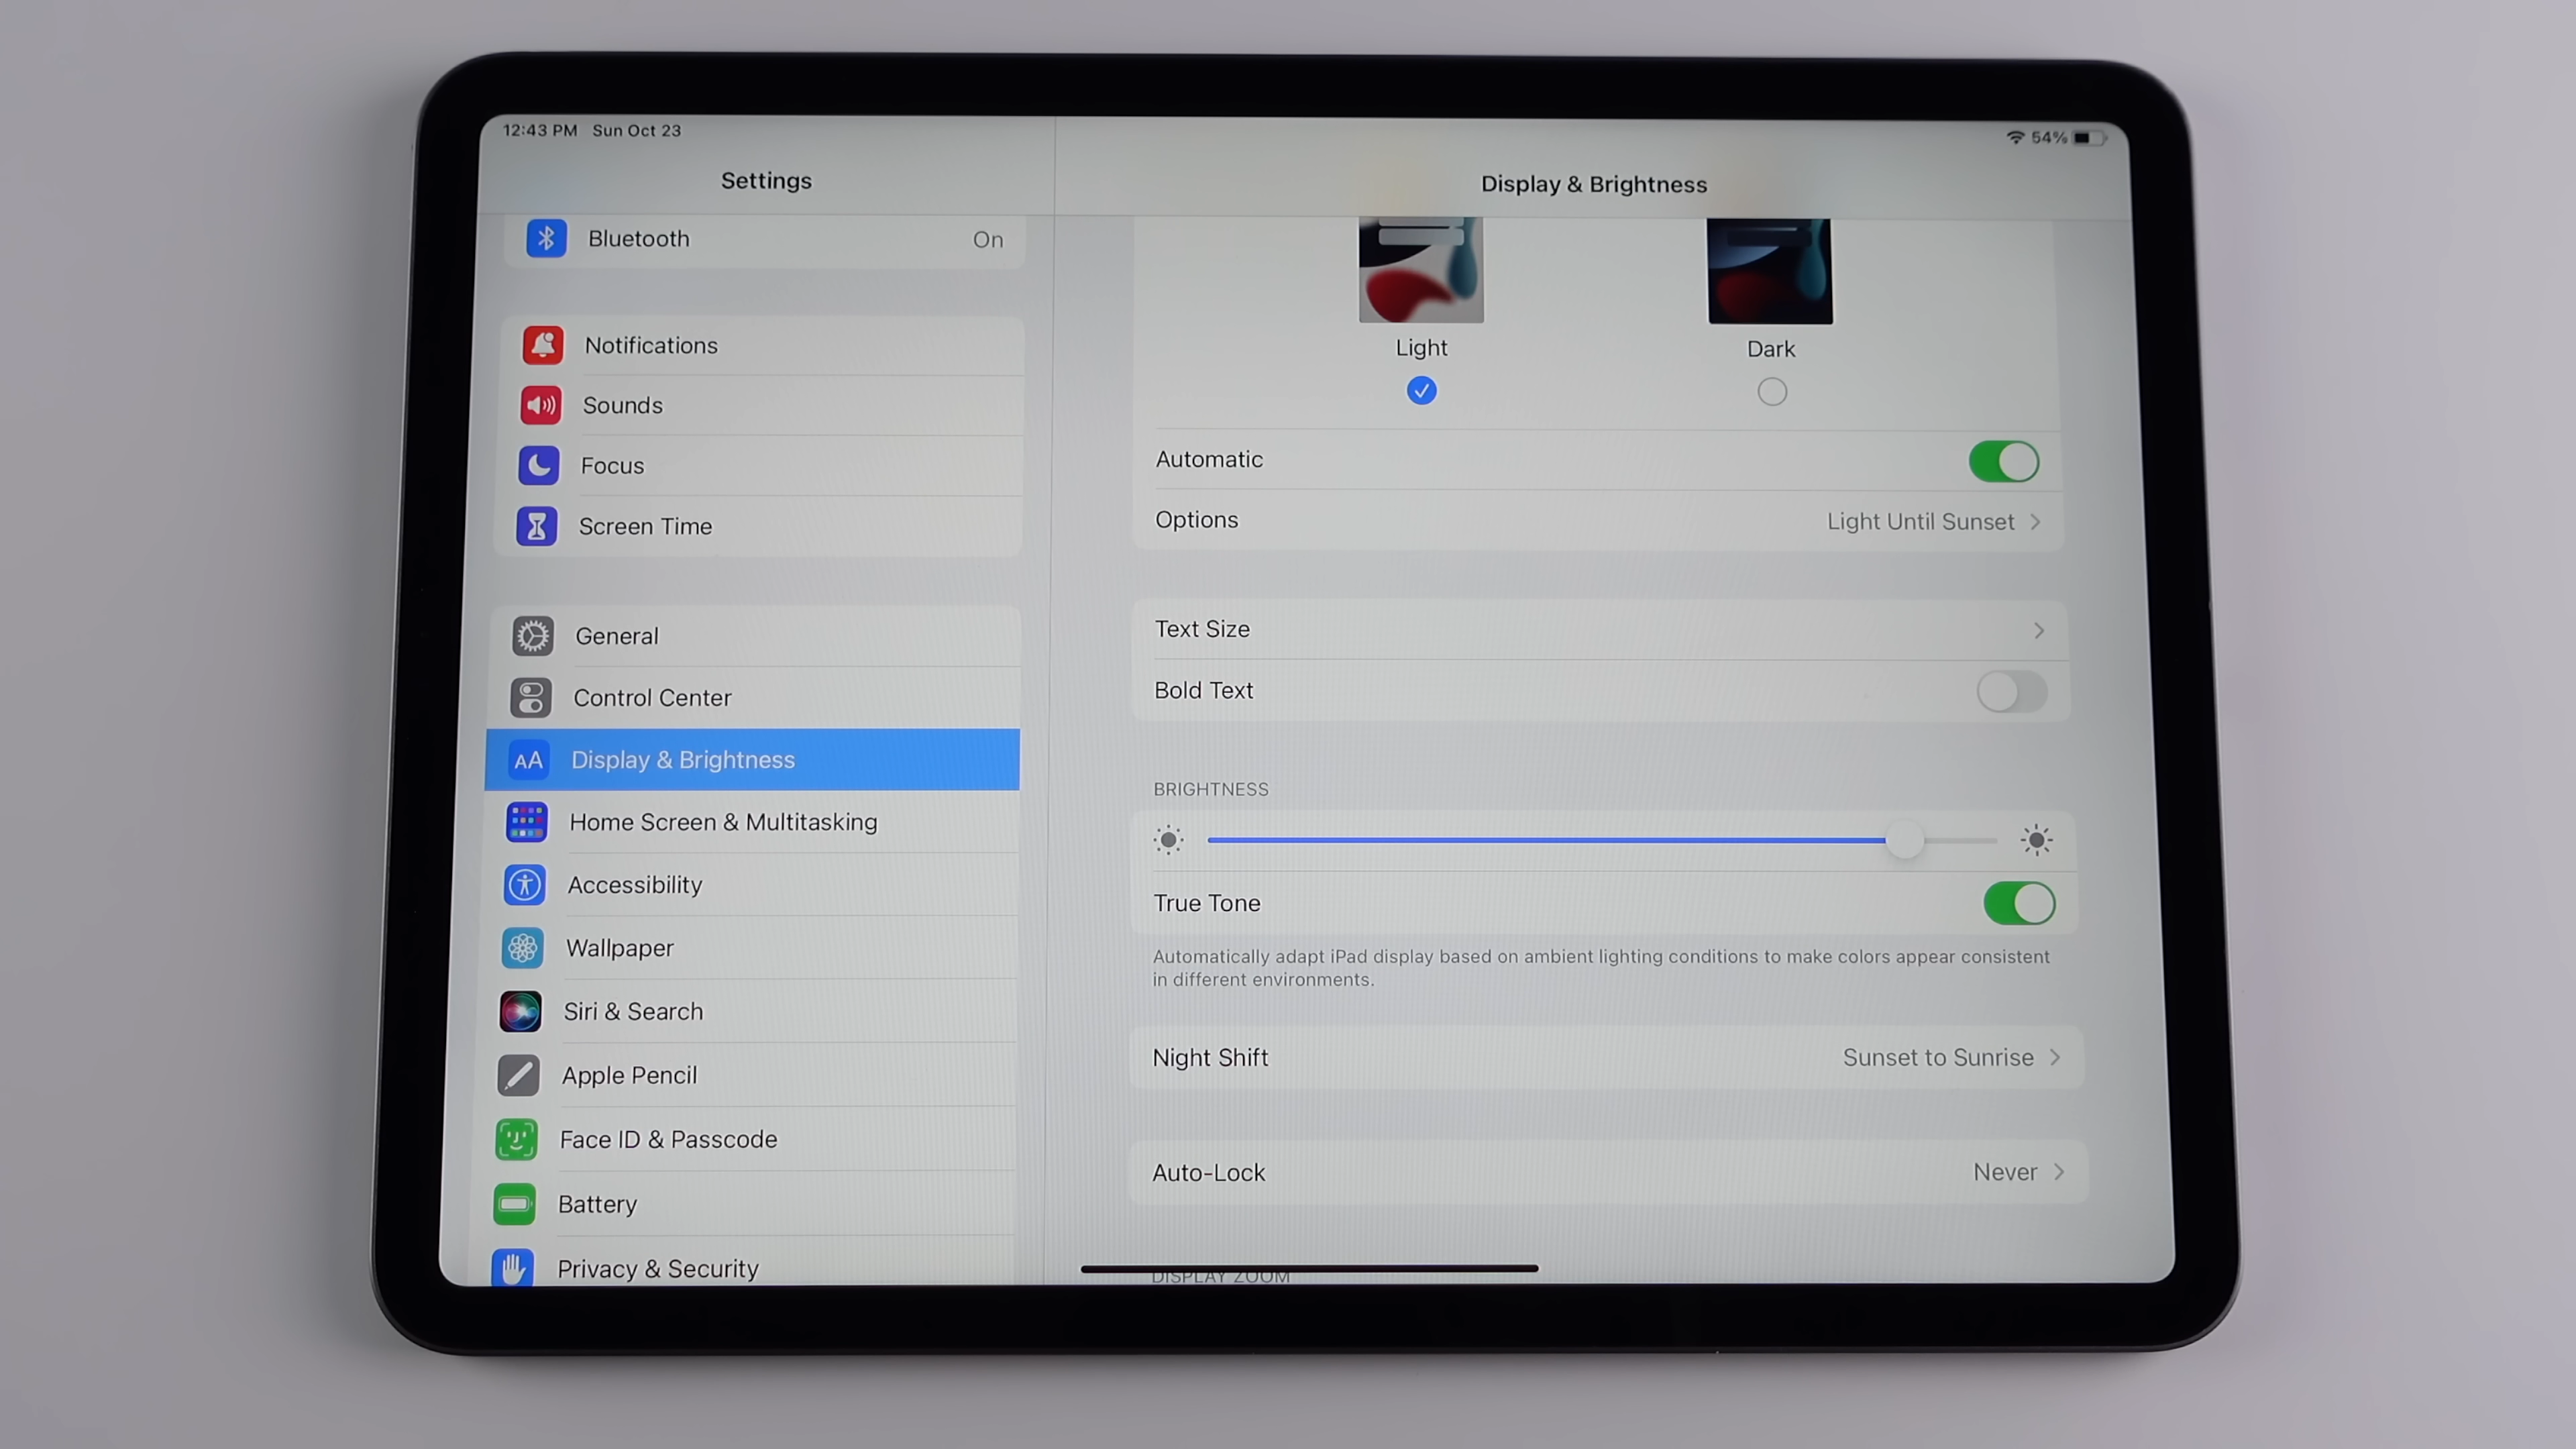 12:43 PM Sun Oct 23
54%
Settings
Bluetooth On
Notifications
Sounds
Focus
Screen Time
General
Control Center
AA Display & Brightness
Home Screen & Multitasking
Accessibility
Wallpaper
Siri & Search
Apple Pencil
Face ID & Passcode
Battery
Privacy & Security
Display & Brightness
Light
Dark
Automatic
Options Light Until Sunset
Text Size
Bold Text
BRIGHTNESS
True Tone
Automatically adapt iPad display based on ambient lighting conditions to make colors appear consistent
in different environments.
Night Shift Sunset to Sunrise
Auto-Lock Never
DISPLAY ZOOM